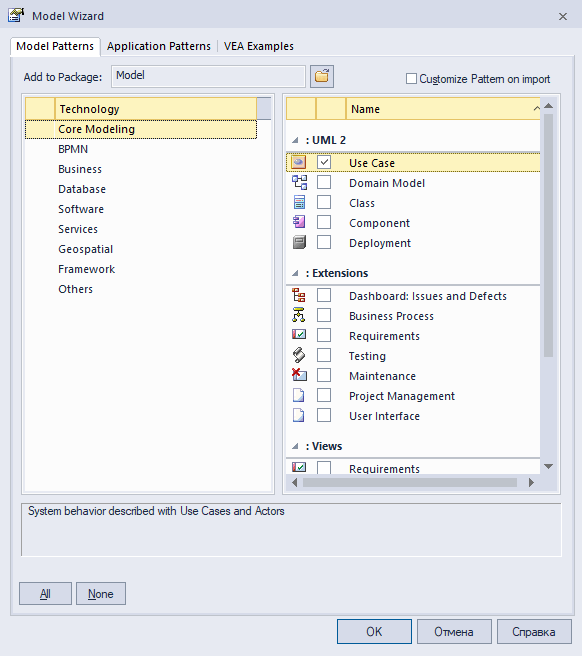 Model Wizard
Model Patterns Application Patterns VEA Examples
Add to Package: Model Customize Pattern on import
Technology
Core Modeling
BPMN
Business
Database
Software
Services
Geospatial
Framework
Others
Name
: UML 2
Use Case
Domain Model
Class
Component
Deployment
: Extensions
Dashboard: Issues and Defects
Business Process
Requirements
Testing
Maintenance
Project Management
User Interface
: Views
Requirements
System behavior described with Use Cases and Actors
All None
OK Отмена Справка